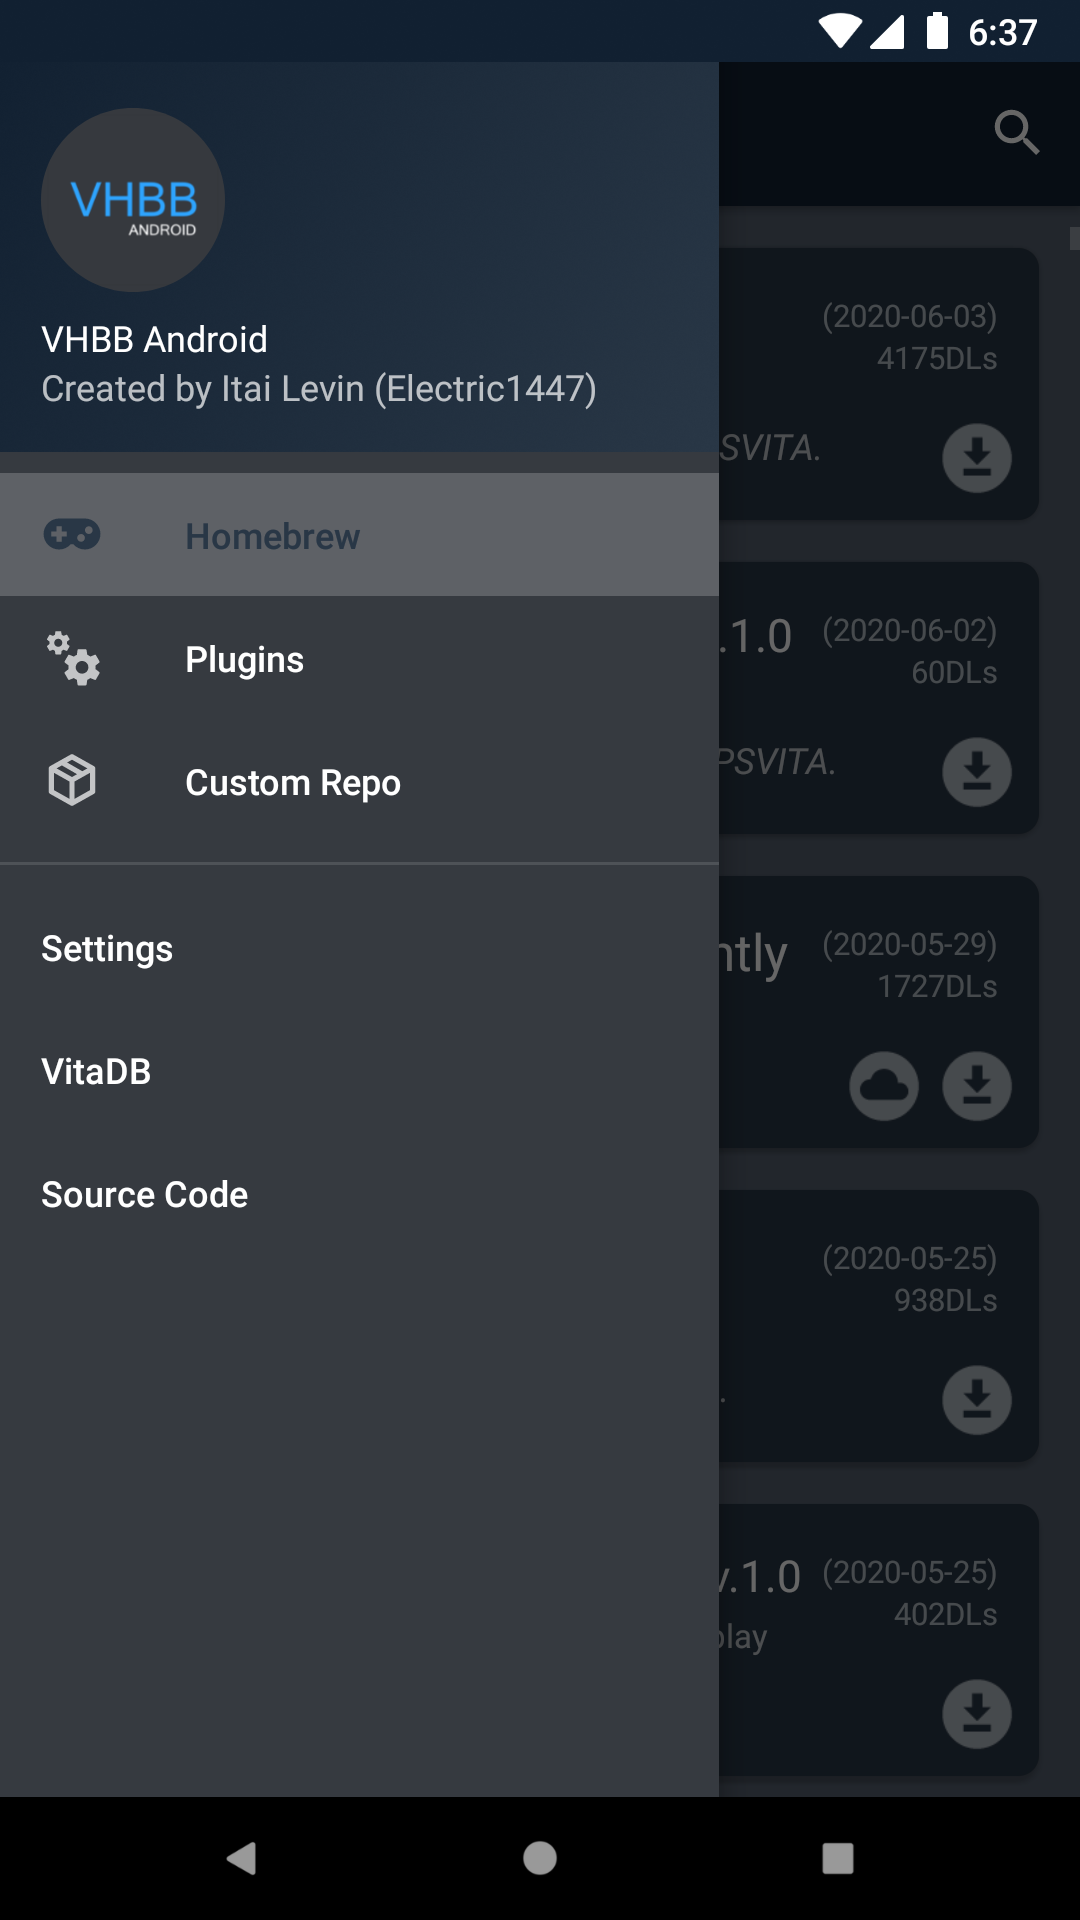 6:37
VHBB
ANDROID
VHBB Android
Created by Itai Levin (Electric1447)
Homebrew
Plugins
Custom Repo
Settings
VitaDB
Source Code
(2020-06-03)
4175DLs
SVITA.
.1.0
(2020-06-02)
60DLs
PSVITA.
ntly
(2020-05-29)
1727DLs
(2020-05-25)
938DLs
.
v.1.0
(2020-05-25)
402DLs
play